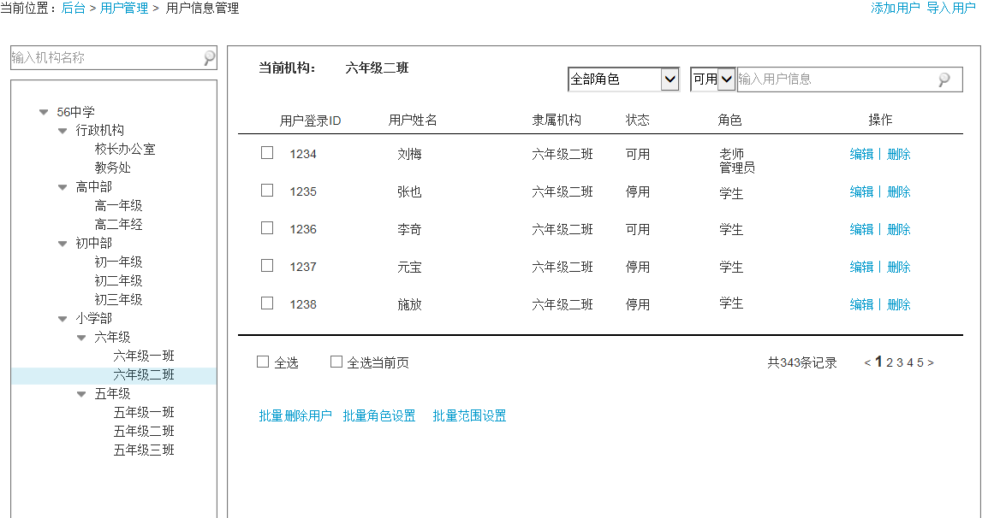 当前位置：后台 > 用户管理 > 用户信息管理
添加用户 导入用户
输入机构名称
56中学
行政机构
校长办公室
教务处
高中部
高一年级
高二年经
初中部
初一年级
初二年级
初三年级
小学部
六年级
六年级一班
六年级二班
五年级
五年级一班
五年级二班
五年级三班
当前机构： 六年级二班
全部角色 可用 输入用户信息
用户登录ID 用户姓名 隶属机构 状态 角色 操作
1234 刘梅 六年级二班 可用 老师 编辑 | 删除
管理员
1235 张也 六年级二班 停用 学生 编辑 | 删除
1236 李奇 六年级二班 可用 学生 编辑 | 删除
1237 元宝 六年级二班 停用 学生 编辑 | 删除
1238 施放 六年级二班 停用 学生 编辑 | 删除
全选 全选当前页 共343条记录 < 1 2 3 4 5 >
批量删除用户 批量角色设置 批量范围设置